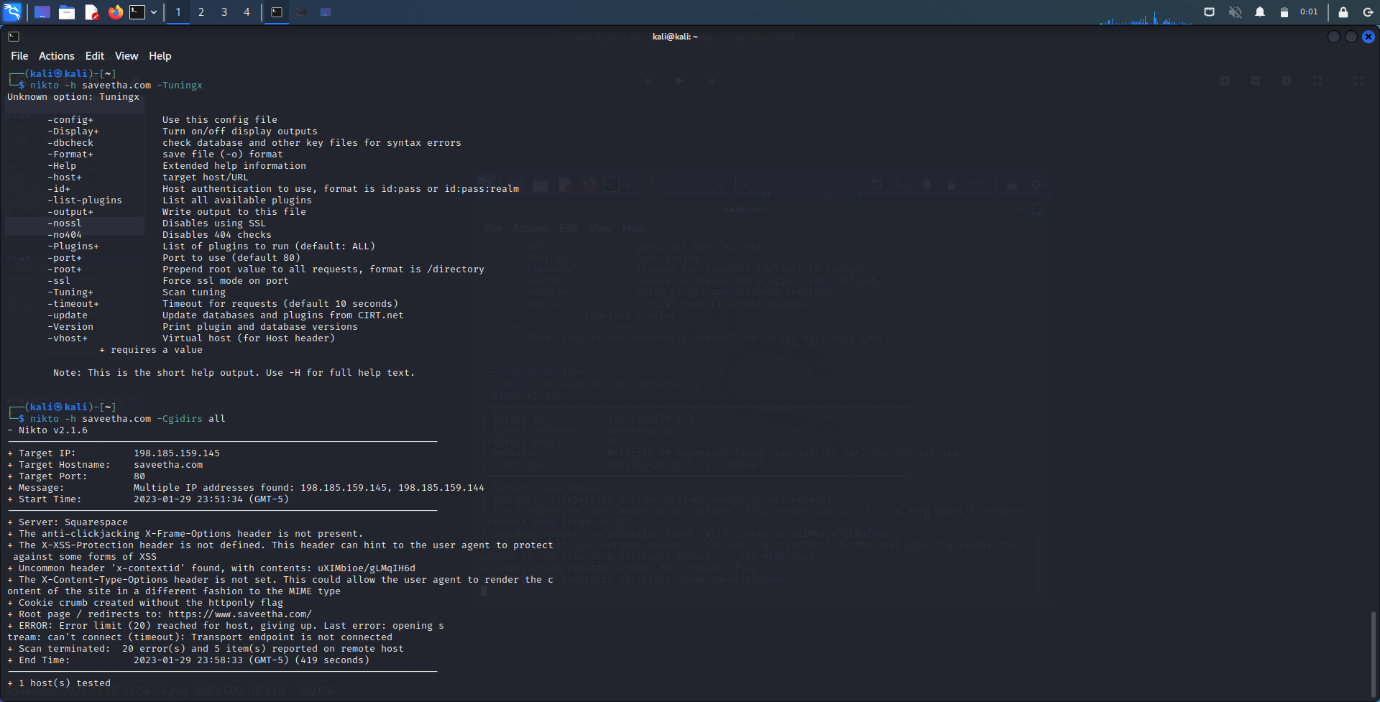 1 2 3 4 0:01
kali@kali: ~
File Actions Edit View Help
┌──(kali㉿kali)-[~]
└─$ nikto -h saveetha.com -Tuningx
Unknown option: Tuningx
-config+ Use this config file
-Display+ Turn on/off display outputs
-dbcheck check database and other key files for syntax errors
-Format+ save file (-o) format
-Help Extended help information
-host+ target host/URL
-id+ Host authentication to use, format is id:pass or id:pass:realm
-list-plugins List all available plugins
-output+ Write output to this file
-nossl Disables using SSL
-no404 Disables 404 checks
-Plugins+ List of plugins to run (default: ALL)
-port+ Port to use (default 80)
-root+ Prepend root value to all requests, format is /directory
-ssl Force ssl mode on port
-Tuning+ Scan tuning
-timeout+ Timeout for requests (default 10 seconds)
-update Update databases and plugins from CIRT.net
-Version Print plugin and database versions
-vhost+ Virtual host (for Host header)
+ requires a value
Note: This is the short help output. Use -H for full help text.
┌──(kali㉿kali)-[~]
└─$ nikto -h saveetha.com -Cgidirs all
- Nikto v2.1.6
+ Target IP: 198.185.159.145
+ Target Hostname: saveetha.com
+ Target Port: 80
+ Message: Multiple IP addresses found: 198.185.159.145, 198.185.159.144
+ Start Time: 2023-01-29 23:51:34 (GMT-5)
+ Server: Squarespace
+ The anti-clickjacking X-Frame-Options header is not present.
+ The X-XSS-Protection header is not defined. This header can hint to the user agent to protect
against some forms of XSS
+ Uncommon header 'x-contextid' found, with contents: uXIMbioe/gLMqIH6d
+ The X-Content-Type-Options header is not set. This could allow the user agent to render the c
ontent of the site in a different fashion to the MIME type
+ Cookie crumb created without the httponly flag
+ Root page / redirects to: https://www.saveetha.com/
+ ERROR: Error limit (20) reached for host, giving up. Last error: opening s
tream: can't connect (timeout): Transport endpoint is not connected
+ Scan terminated: 20 error(s) and 5 item(s) reported on remote host
+ End Time: 2023-01-29 23:58:33 (GMT-5) (419 seconds)
+ 1 host(s) tested